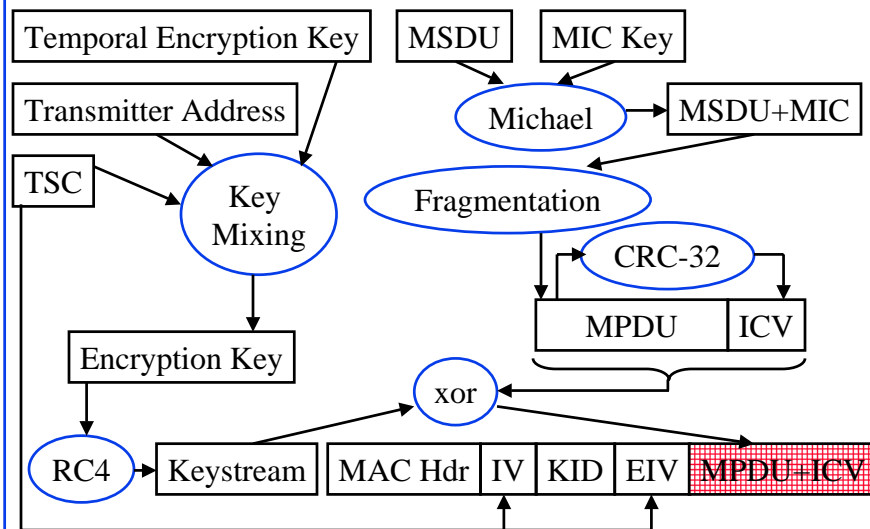 Temporal Encryption Key
MSDU
MIC Key
Transmitter Address
Michael
MSDU+MIC
TSC
Key
Mixing
Fragmentation
CRC-32
MPDU
ICV
Encryption Key
xor
RC4
Keystream
MAC Hdr
IV
KID
EIV
MPDU+ICV